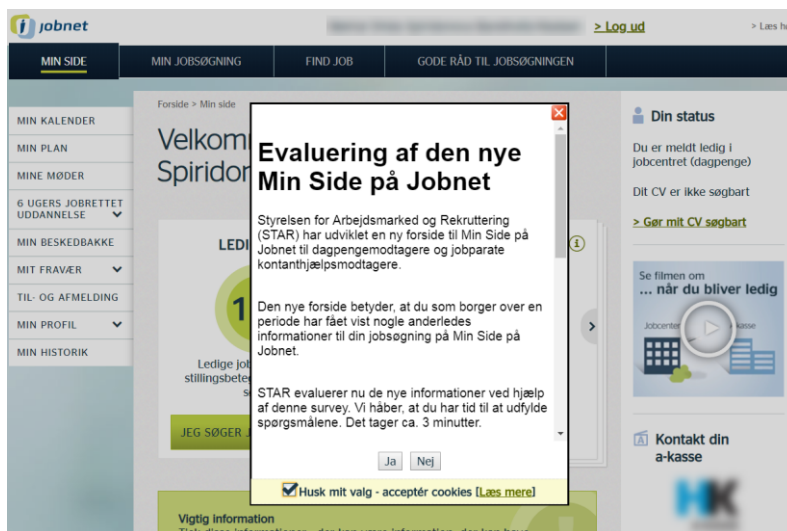 jobnet
> Log ud
> Læs
MIN SIDE
MIN JOBSØGNING
FIND JOB
GODE RÅD TIL JOBSØGNINGEN
MIN KALENDER
MIN PLAN
MINE MØDER
6 UGERS JOBRETTET
UDDANNELSE
MIN BESKEDBAKKE
MIT FRAVÆR
TIL- OG AFMELDING
MIN PROFIL
MIN HISTORIK
Forside > Min side
Velkom
Spiridor
LEDI
1
Ledige jo
stillingsbete
s
JEG SØGER J
Vigtig information
Evaluering af den nye
Min Side på Jobnet
Styrelsen for Arbejdsmarked og Rekruttering
(STAR) har udviklet en ny forside til Min Side på
Jobnet til dagpengemodtagere og jobparate
kontanthjælpsmodtagere.
Den nye forside betyder, at du som borger over en
periode har fået vist nogle anderledes
informationer til din jobsøgning på Min Side på
Jobnet.
STAR evaluerer nu de nye informationer ved hjælp
af denne survey. Vi håber, at du har tid til at udfylde
spørgsmålene. Det tager ca. 3 minutter.
Ja
Nej
Husk mit valg - acceptér cookies [Læs mere]
Din status
Du er meldt ledig i
jobcentret (dagpenge)
Dit CV er ikke søgbart
> Gør mit CV søgbart
Se filmen om
... når du bliver ledig
Jobcenter
kasse
Kontakt din
a-kasse
HK